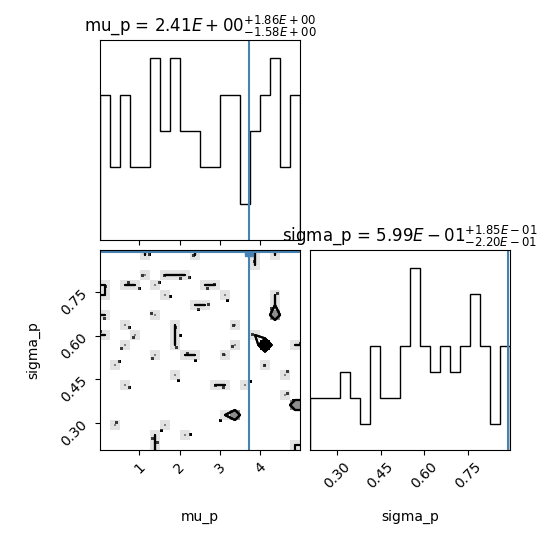 mu_p = 2.41E + 00+1.86E + 00 −1.58E + 00
sigma_p = 5.99E − 01+1.85E − 01 −2.20E − 01
sigma_p
0.75
0.60
0.45
0.30
1 2 3 4
0.30 0.45 0.60 0.75
mu_p
sigma_p